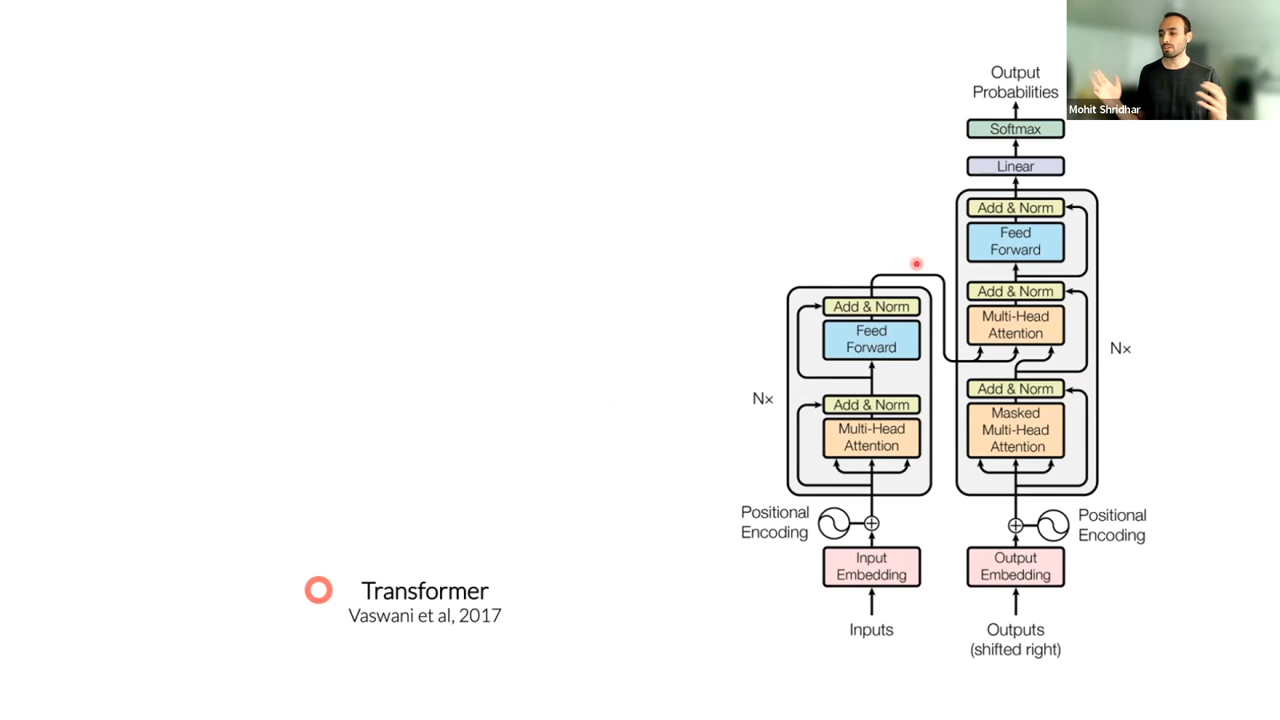 Mohit Shridhar
Output
Probabilities
Softmax
Linear
Add & Norm
Feed
Forward
Add & Norm
Multi-Head
Attention
Add & Norm
Masked
Multi-Head
Attention
N×
Add & Norm
Feed
Forward
Add & Norm
Multi-Head
Attention
N×
Positional
Encoding
Positional
Encoding
Input
Embedding
Output
Embedding
Inputs
Outputs
(shifted right)
Transformer
Vaswani et al, 2017